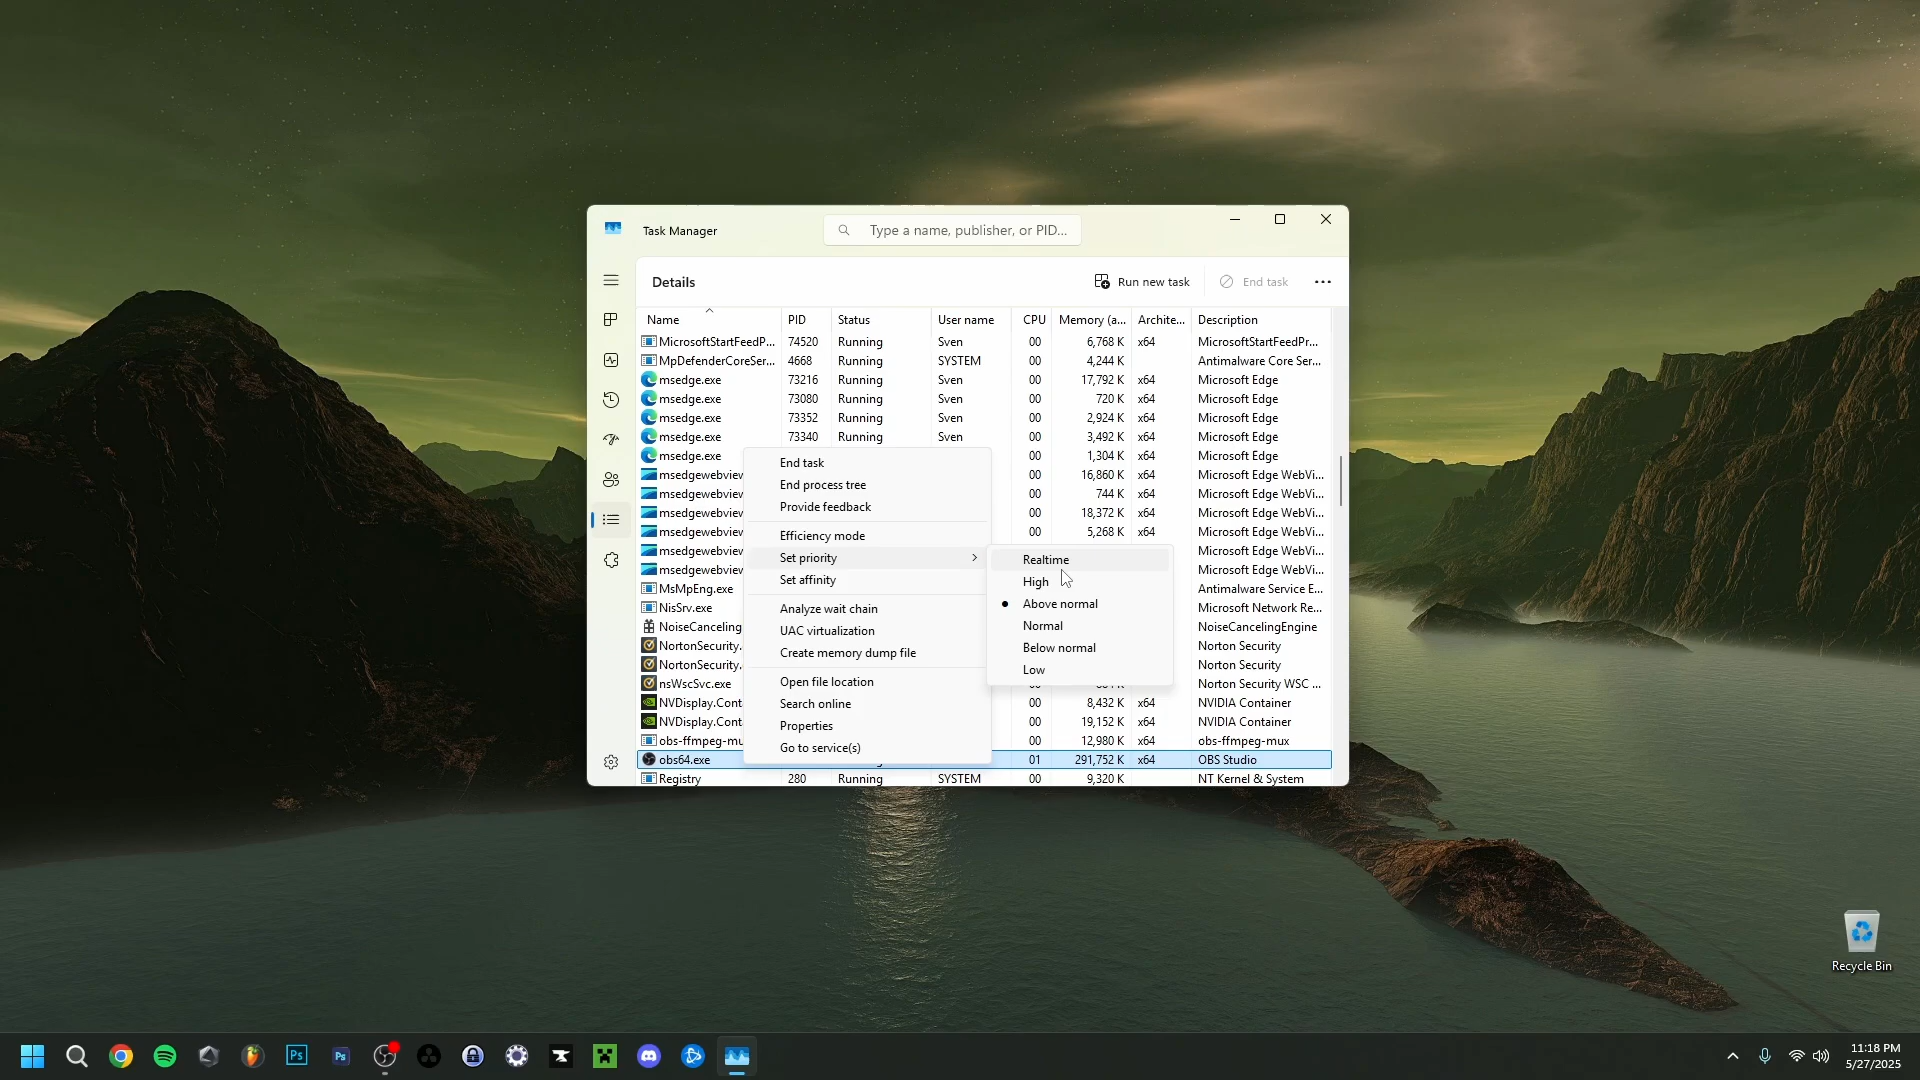 Task Manager
Type a name, publisher, or PID...
Details
Run new task
End task
Name PID Status User name CPU Memory (a... Archite... Description
MicrosoftStartFeedP... 74520 Running Sven 00 6,768 K x64 MicrosoftStartFeedPr...
MpDefenderCoreSer... 4668 Running SYSTEM 00 4,244 K Antimalware Core Ser...
msedge.exe 73216 Running Sven 00 17,792 K x64 Microsoft Edge
msedge.exe 73080 Running Sven 00 720 K x64 Microsoft Edge
msedge.exe 73352 Running Sven 00 2,924 K x64 Microsoft Edge
msedge.exe 73340 Running Sven 00 3,492 K x64 Microsoft Edge
msedge.exe 00 1,304 K x64 Microsoft Edge
msedgewebview 00 16,860 K x64 Microsoft Edge WebVi...
msedgewebview 00 744 K x64 Microsoft Edge WebVi...
msedgewebview 00 18,372 K x64 Microsoft Edge WebVi...
msedgewebview 00 5,268 K x64 Microsoft Edge WebVi...
msedgewebview Microsoft Edge WebVi...
msedgewebview Microsoft Edge WebVi...
MsMpEng.exe Antimalware Service E...
NisSrv.exe Microsoft Network Re...
NoiseCanceling NoiseCancelingEngine
NortonSecurity. Norton Security
NortonSecurity. Norton Security
nsWscSvc.exe Norton Security WSC ...
NVDisplay.Cont 00 8,432 K x64 NVIDIA Container
NVDisplay.Cont 00 19,152 K x64 NVIDIA Container
obs-ffmpeg-mu 00 12,980 K x64 obs-ffmpeg-mux
obs64.exe 01 291,752 K x64 OBS Studio
Registry 280 Running SYSTEM 00 9,320 K NT Kernel & System
End task
End process tree
Provide feedback
Efficiency mode
Set priority
Set affinity
Analyze wait chain
UAC virtualization
Create memory dump file
Open file location
Search online
Properties
Go to service(s)
Realtime
High
Above normal
Normal
Below normal
Low
Recycle Bin
Ps
Ps
11:18 PM
5/27/2025